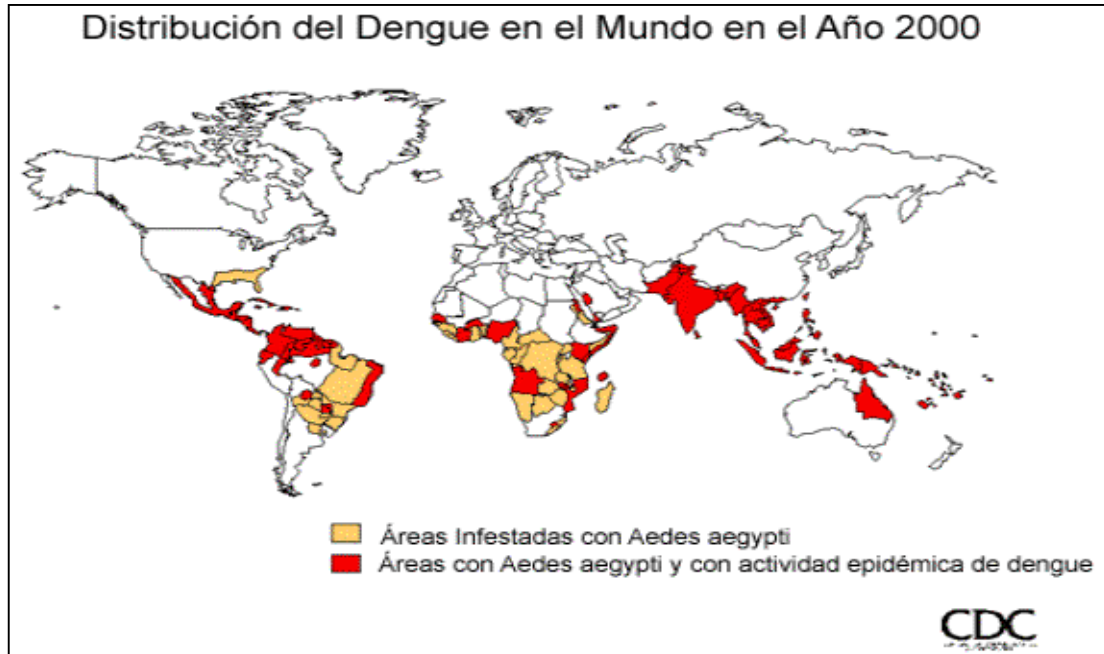 Distribución del Dengue en el Mundo en el Año 2000
Áreas Infestadas con Aedes aegypti
Áreas con Aedes aegypti y con actividad epidémica de dengue
CDC